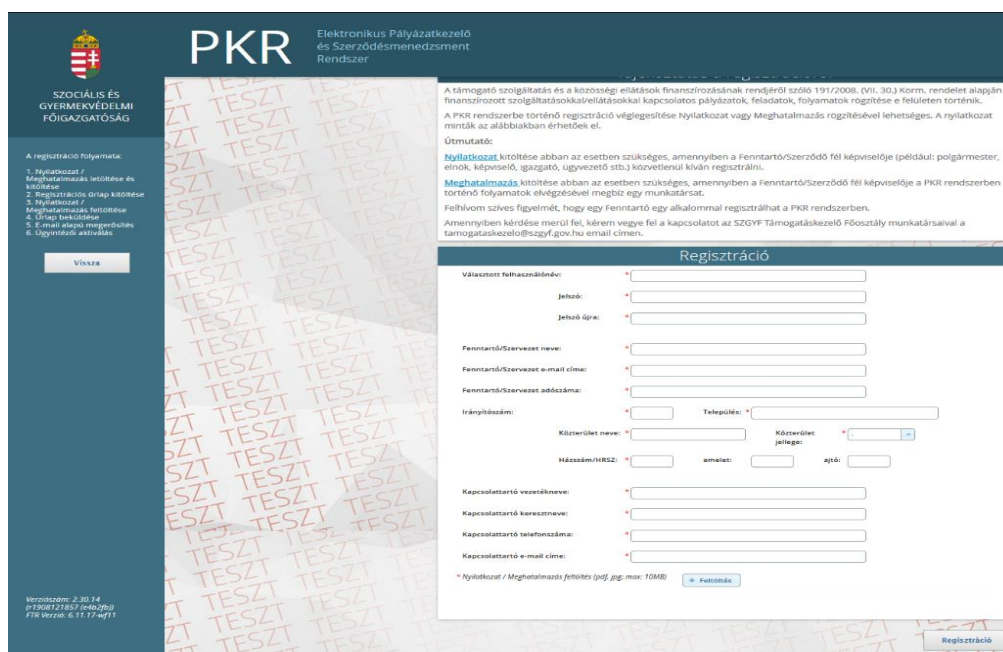 PKR
Elektronikus Pályázatkezelő
és Szerződésmenedzsment
Rendszer
SZOCIÁLIS ÉS
GYERMEKVÉDELMI
FŐIGAZGATÓSÁG
A regisztráció folyamata:
1. Nyilatkozat /
Meghatalmazás letöltése és
kitöltése
2. Regisztrációs űrlap kitöltése
3. Nyilatkozat /
Meghatalmazás feltöltése
4. Űrlap beküldése
5. E-mail alapú megerősítés
6. Ügyintézői aktiválás
Vissza
Verziószám: 2.30.14
(r1908121857 (e4b2fb))
FTR Verzió: 6.11.17-wf11
A támogató szolgáltatás és a közösségi ellátások finanszírozásának rendjéről szóló 191/2008. (VII. 30.) Korm. rendelet alapján
finanszírozott szolgáltatásokkal/ellátásokkal kapcsolatos pályázatok, feladatok, folyamatok rögzítése e felületen történik.
A PKR rendszerbe történő regisztráció véglegesítése Nyilatkozat vagy Meghatalmazás rögzítésével lehetséges. A nyilatkozat
minták az alábbiakban érhetőek el.
Útmutató:
Nyilatkozat kitöltése abban az esetben szükséges, amennyiben a Fenntartó/Szerződő fél képviselője (például: polgármester,
elnök, képviselő, igazgató, ügyvezető stb.) közvetlenül kíván regisztrálni.
Meghatalmazás kitöltése abban az esetben szükséges, amennyiben a Fenntartó/Szerződő fél képviselője a PKR rendszerben
történő folyamatok elvégzésével megbíz egy munkatársat.
Felhívom szíves figyelmét, hogy egy Fenntartó egy alkalommal regisztrálhat a PKR rendszerben.
Amennyiben kérdése merül fel, kérem vegye fel a kapcsolatot az SZGYF Támogatáskezelő Főosztály munkatársaival a
tamogataskezelo@szgyf.gov.hu email címen.
Regisztráció
Választott felhasználónév: *
Jelszó: *
Jelszó újra: *
Fenntartó/Szervezet neve: *
Fenntartó/Szervezet e-mail címe: *
Fenntartó/Szervezet adószáma: *
Irányítószám: * Település: *
Közterület neve: * Közterület jellege: * -
Házszám/HRSZ: * emelet: ajtó:
Kapcsolattartó vezetékneve: *
Kapcsolattartó keresztneve: *
Kapcsolattartó telefonszáma: *
Kapcsolattartó e-mail címe: *
* Nyilatkozat / Meghatalmazás feltöltés (pdf, jpg; max: 10MB) + Feltöltés
Regisztráció